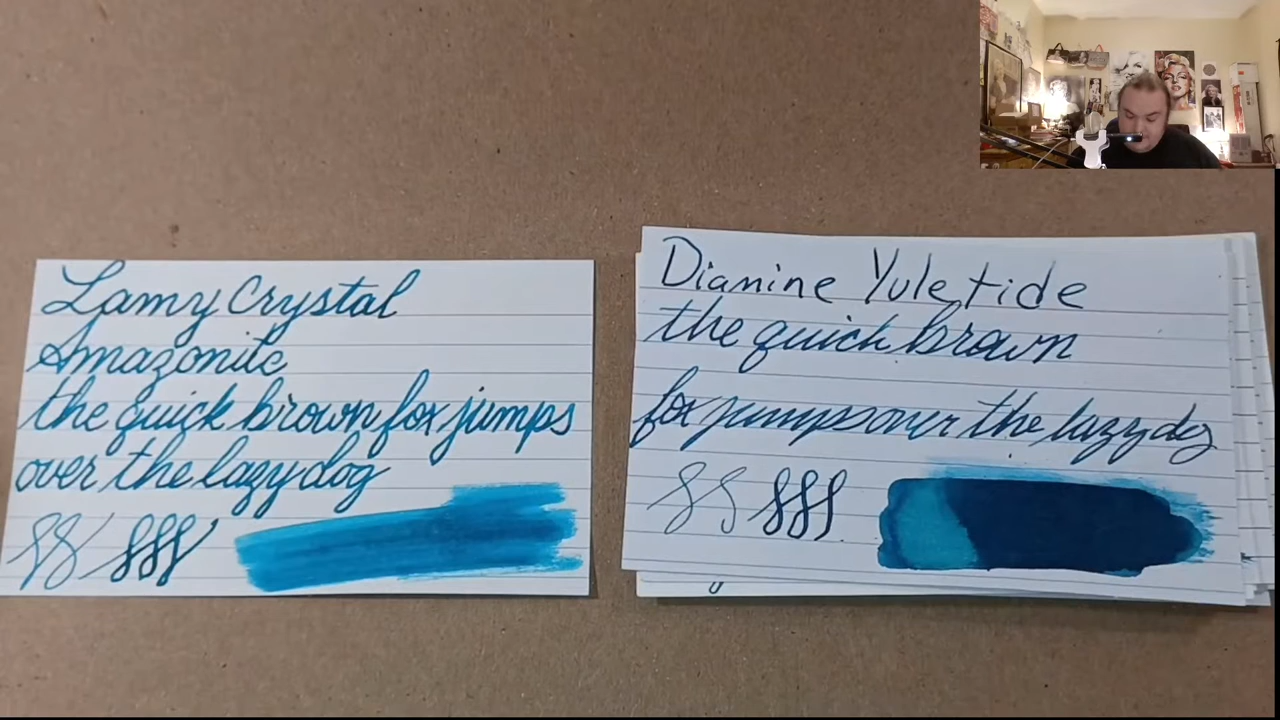 Lamy Crystal
Amazonite
the quick brown fox jumps
over the lazy dog
Diamine Yuletide
the quick brown
fox jumps over the lazy dog